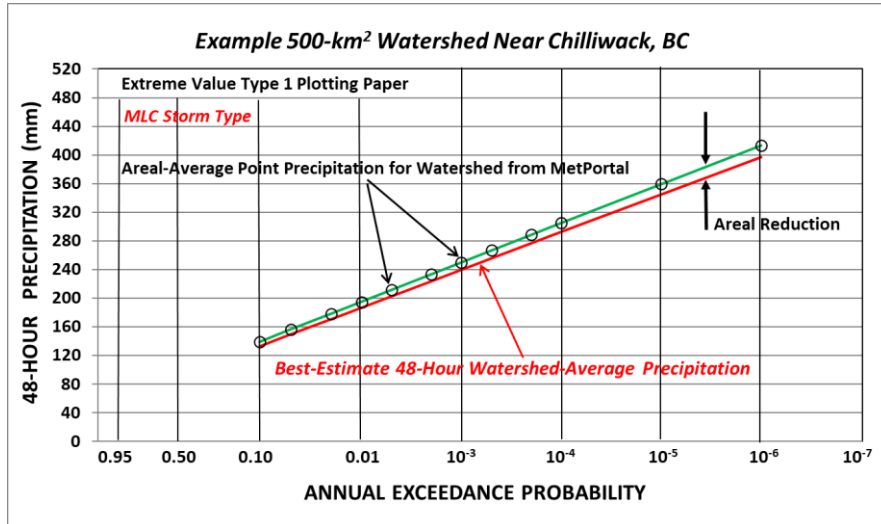 Example 500-km² Watershed Near Chilliwack, BC
520
480
440
400
360
320
280
240
200
160
120
80
40
0
48-HOUR PRECIPITATION (mm)
Extreme Value Type 1 Plotting Paper
MLC Storm Type
Areal-Average Point Precipitation for Watershed from MetPortal
Areal Reduction
Best-Estimate 48-Hour Watershed-Average Precipitation
0.95 0.50 0.10 0.01 10⁻³ 10⁻⁴ 10⁻⁵ 10⁻⁶ 10⁻⁷
ANNUAL EXCEEDANCE PROBABILITY